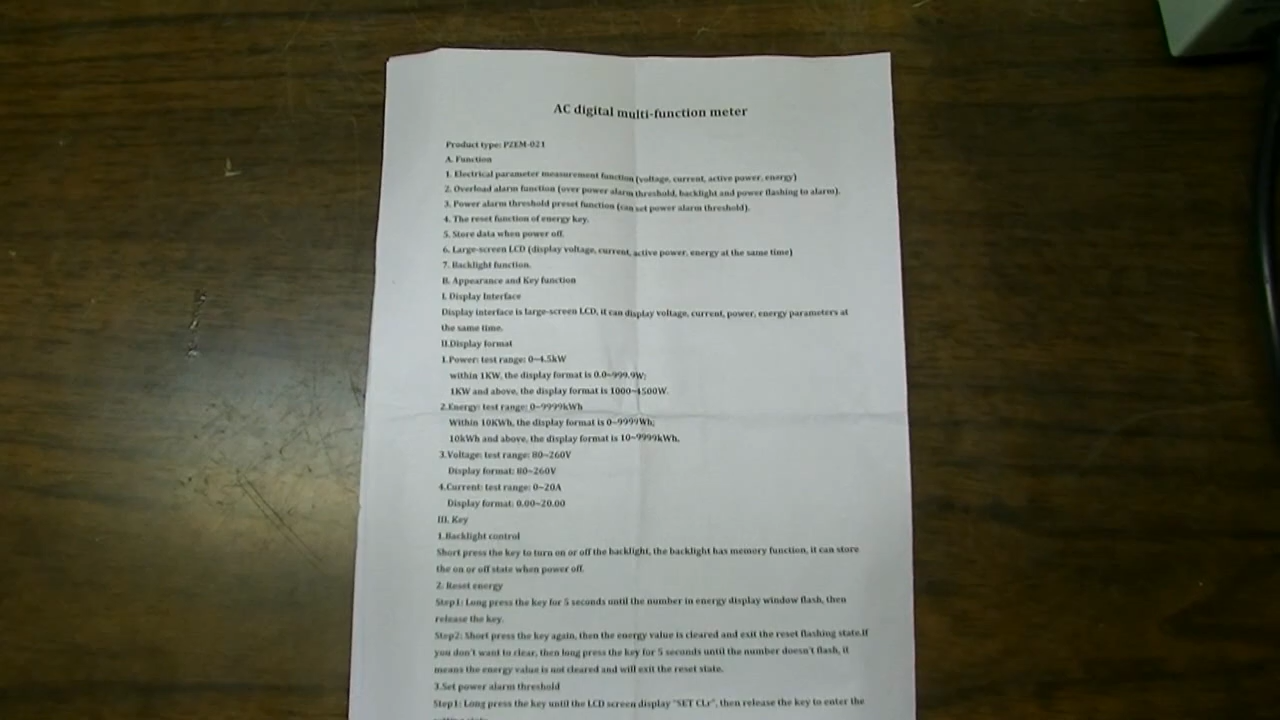 AC digital multi-function meter
Product type: PZEM-021
A. Function
1. Electrical parameter measurement function (voltage, current, active power, energy)
2. Overload alarm function (over power alarm threshold, backlight and power flashing to alarm).
3. Power alarm threshold preset function (can set power alarm threshold).
4. The reset function of energy key.
5. Store data when power off.
6. Large-screen LCD (display voltage, current, active power, energy at the same time)
7. Backlight function.
B. Appearance and Key function
I. Display Interface
Display interface is large-screen LCD, it can display voltage, current, power, energy parameters at
the same time.
II.Display format
1.Power: test range: 0~4.5kW
within 1KW, the display format is 0.0~999.9W;
1KW and above, the display format is 1000~4500W.
2.Energy: test range: 0~9999kWh
Within 10KWh, the display format is 0~9999Wh;
10kWh and above, the display format is 10~9999kWh.
3.Voltage: test range: 80~260V
Display format: 80~260V
4.Current: test range: 0~20A
Display format: 0.00~20.00
III. Key
1.Backlight control
Short press the key to turn on or off the backlight, the backlight has memory function, it can store
the on or off state when power off.
2. Reset energy
Step1: Long press the key for 5 seconds until the number in energy display window flash, then
release the key.
Step2: Short press the key again, then the energy value is cleared and exit the reset flashing state.If
you don't want to clear, then long press the key for 5 seconds until the number doesn't flash, it
means the energy value is not cleared and will exit the reset state.
3.Set power alarm threshold
Step1: Long press the key until the LCD screen display "SET CLr", then release the key to enter the